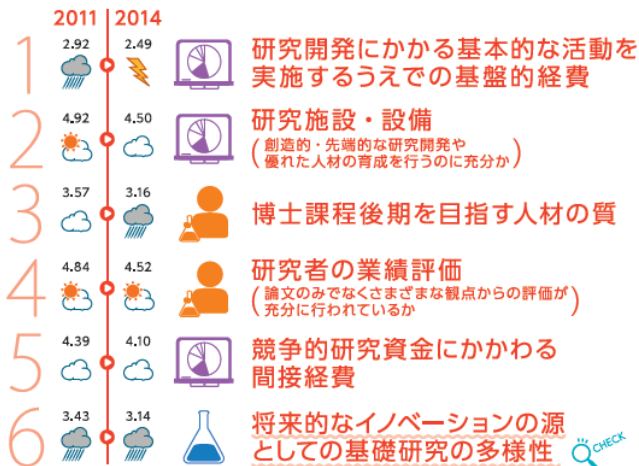 2011 2014
1 2.92 2.49 研究開発にかかる基本的な活動を
実施するうえでの基盤的経費
2 4.92 4.50 研究施設・設備
(創造的・先端的な研究開発や
優れた人材の育成を行うのに充分か)
3 3.57 3.16 博士課程後期を目指す人材の質
4 4.84 4.52 研究者の業績評価
(論文のみでなくさまざまな観点からの評価が
充分に行われているか)
5 4.39 4.10 競争的研究資金にかかわる
間接経費
6 3.43 3.14 将来的なイノベーションの源
としての基礎研究の多様性 CHECK